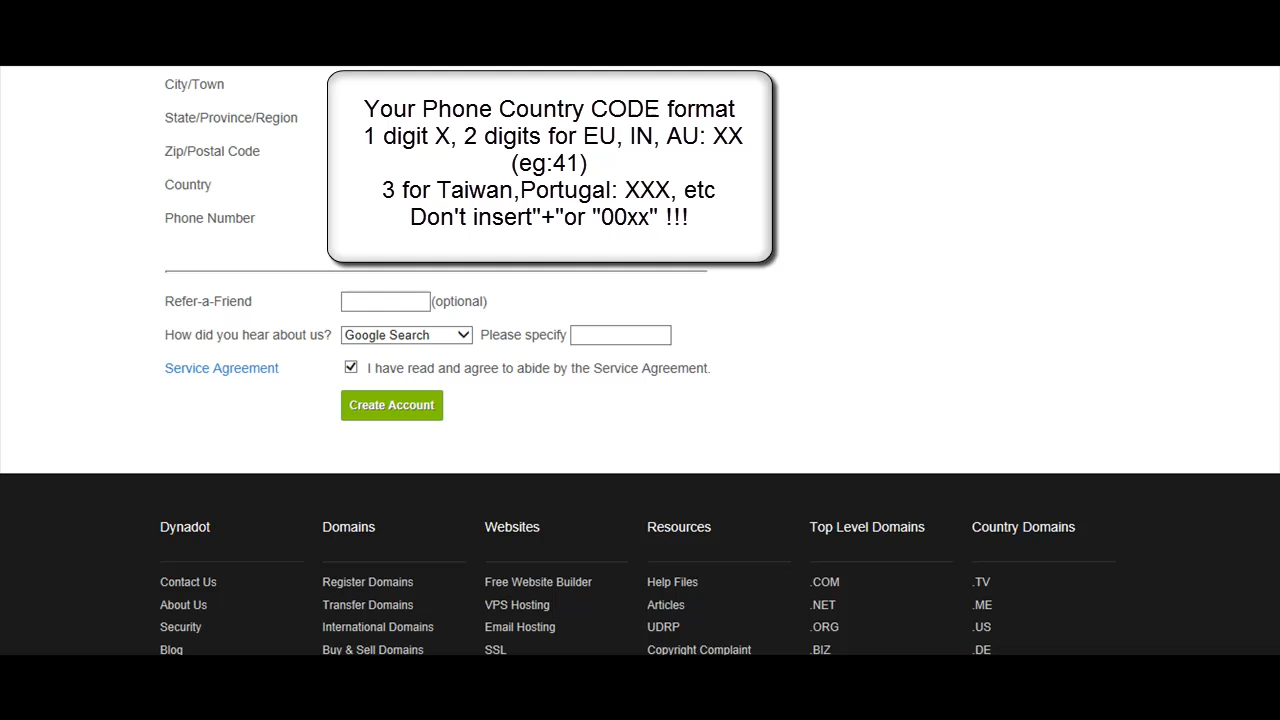 City/Town
State/Province/Region
Zip/Postal Code
Country
Phone Number
Your Phone Country CODE format
1 digit X, 2 digits for EU, IN, AU: XX
(eg:41)
3 for Taiwan,Portugal: XXX, etc
Don't insert"+"or "00xx" !!!
Refer-a-Friend (optional)
How did you hear about us? Google Search Please specify
Service Agreement I have read and agree to abide by the Service Agreement.
Create Account
Dynadot Domains Websites Resources Top Level Domains Country Domains
Contact Us Register Domains Free Website Builder Help Files .COM .TV
About Us Transfer Domains VPS Hosting Articles .NET .ME
Security International Domains Email Hosting UDRP .ORG .US
Blog Buy & Sell Domains SSL Copyright Complaint .BIZ .DE